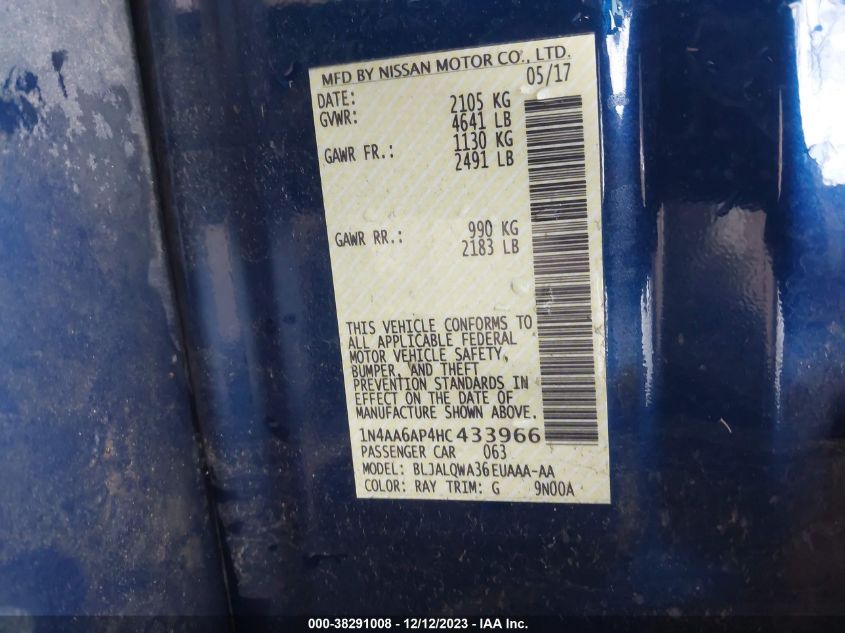 MFD BY NISSAN MOTOR CO., LTD.
DATE: 05/17
GVWR: 2105 KG
4641 LB
GAWR FR.: 1130 KG
2491 LB
GAWR RR.: 990 KG
2183 LB
THIS VEHICLE CONFORMS TO
ALL APPLICABLE FEDERAL
MOTOR VEHICLE SAFETY,
BUMPER, AND THEFT
PREVENTION STANDARDS IN
EFFECT ON THE DATE OF
MANUFACTURE SHOWN ABOVE.
1N4AA6AP4HC433966
PASSENGER CAR 063
MODEL: BLJALQWA36EUAAA-AA
COLOR: RAY TRIM: G 9N00A
000-38291008 - 12/12/2023 - IAA Inc.